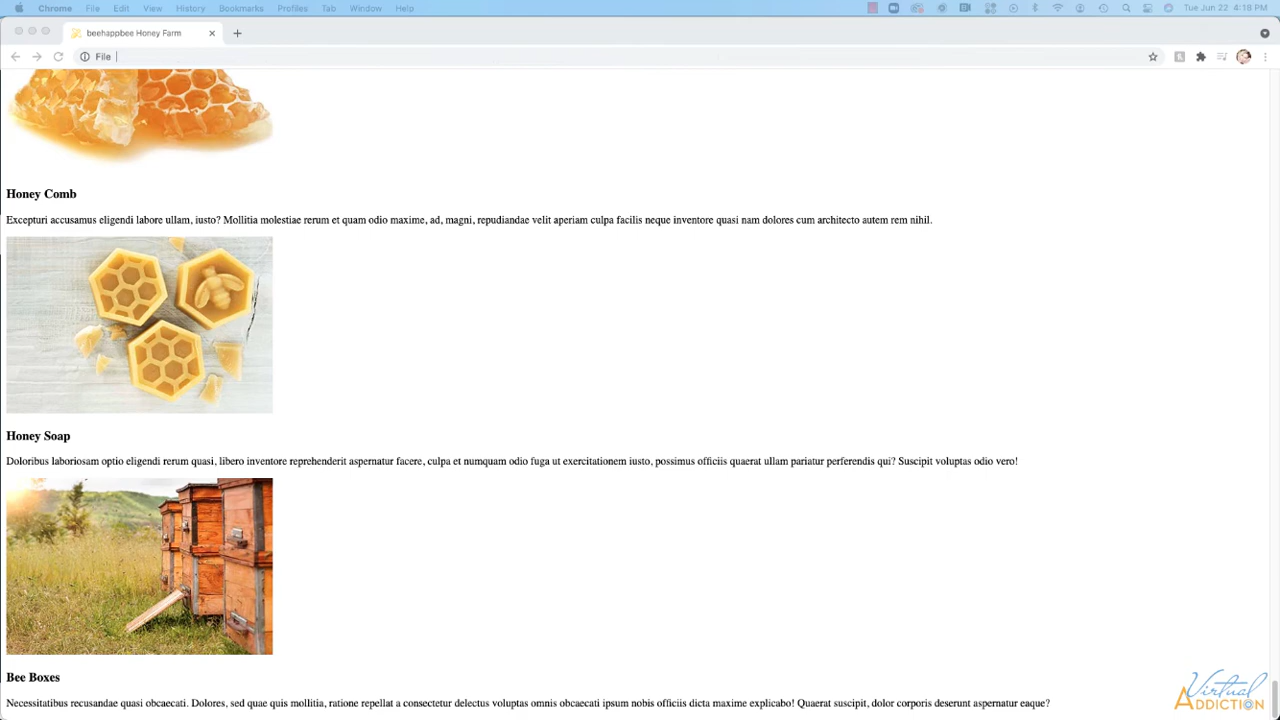 Chrome File Edit View History Bookmarks Profiles Tab Window Help Tue Jun 22 4:18 PM
beehappbee Honey Farm
File
Honey Comb
Excepturi accusamus eligendi labore ullam, iusto? Mollitia molestiae rerum et quam odio maxime, ad, magni, repudiandae velit aperiam culpa facilis neque inventore quasi nam dolores cum architecto autem rem nihil.
Honey Soap
Doloribus laboriosam optio eligendi rerum quasi, libero inventore reprehenderit aspernatur facere, culpa et numquam odio fuga ut exercitationem iusto, possimus officiis quaerat ullam pariatur perferendis qui? Suscipit voluptas odio vero!
Bee Boxes
Necessitatibus recusandae quasi obcaecati. Dolores, sed quae quis mollitia, ratione repellat a consectetur delectus voluptas omnis obcaecati ipsum nobis officiis dicta maxime explicabo! Quaerat suscipit, dolor corporis deserunt aspernatur eaque?
Virtual
ADDICTION